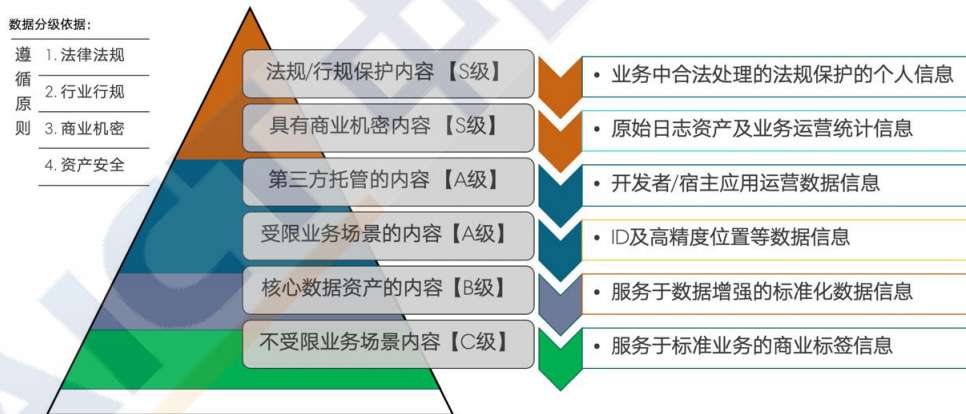 数据分级依据：
遵循原则
1. 法律法规
2. 行业行规
3. 商业机密
4. 资产安全
法规/行规保护内容【S级】
• 业务中合法处理的法规保护的个人信息
具有商业机密内容【S级】
• 原始日志资产及业务运营统计信息
第三方托管的内容【A级】
• 开发者/宿主应用运营数据信息
受限业务场景的内容【A级】
• ID及高精度位置等数据信息
核心数据资产的内容【B级】
• 服务于数据增强的标准化数据信息
不受限业务场景内容【C级】
• 服务于标准业务的商业标签信息